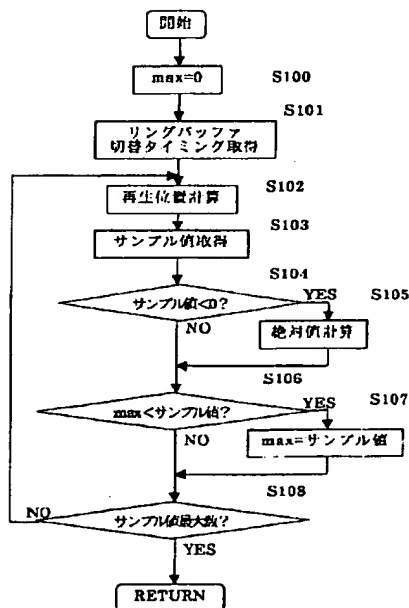 開始
max=0 S100
S101
リングバッファ
切替タイミング取得
再生位置計算 S102
S103
サンプル値取得
S104
サンプル値<0? YES S105
NO 絶対値計算
S106
max<サンプル値? YES S107
NO max=サンプル値
S108
NO サンプル値最大数?
YES
RETURN